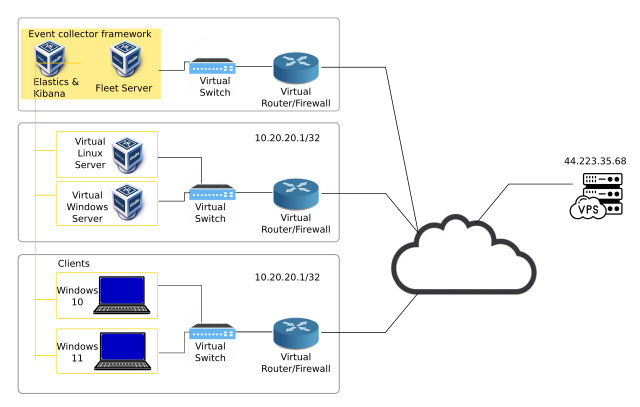 Event collector framework
Elastics &
Kibana
Fleet Server
Virtual
Switch
Virtual
Router/Firewall
10.20.20.1/32
Virtual
Linux
Server
Virtual
Windows
Server
Virtual
Switch
Virtual
Router/Firewall
44.223.35.68
VPS
Clients
10.20.20.1/32
Windows
10
Windows
11
Virtual
Switch
Virtual
Router/Firewall